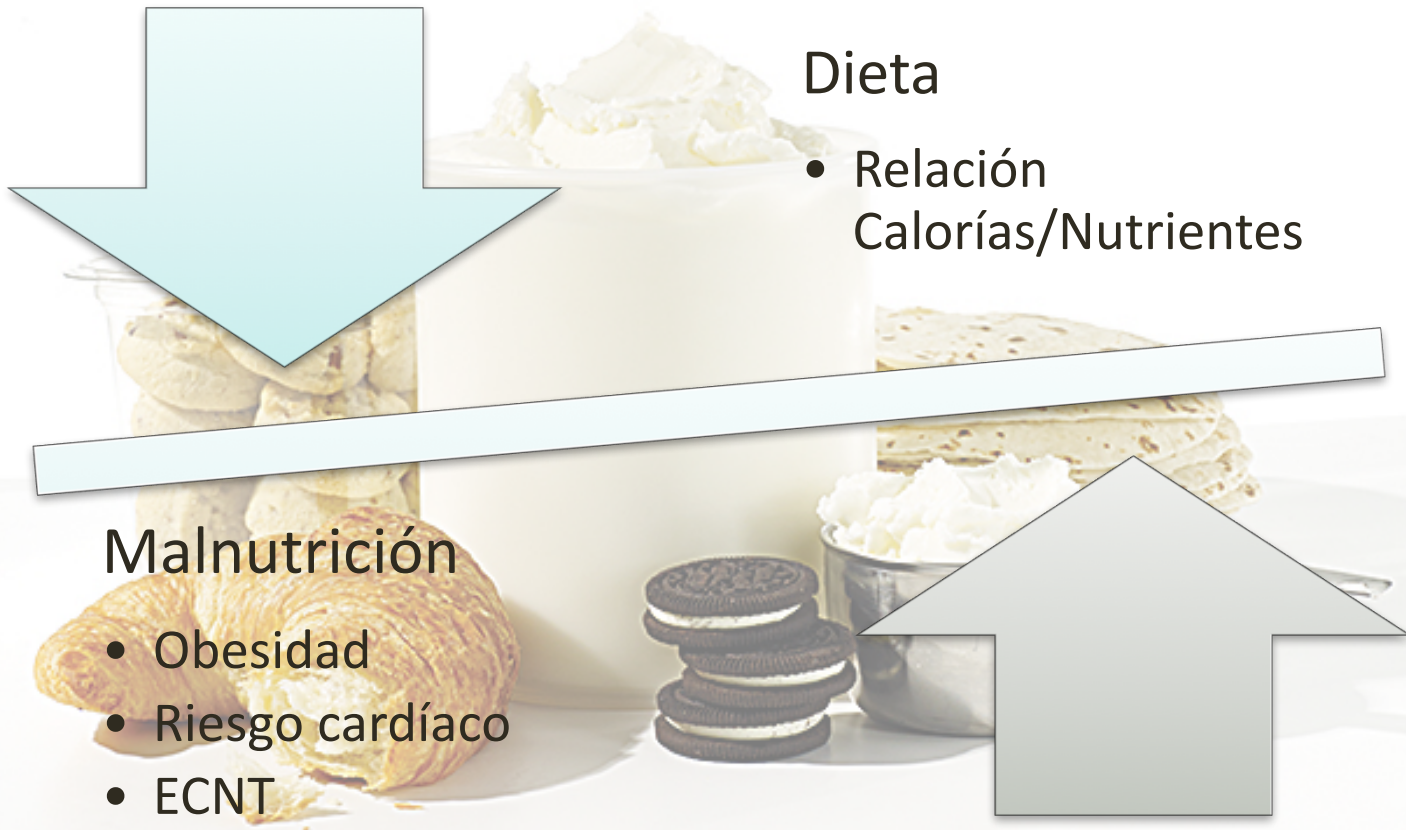 Dieta
• Relación
Calorías/Nutrientes
Malnutrición
• Obesidad
• Riesgo cardíaco
• ECNT